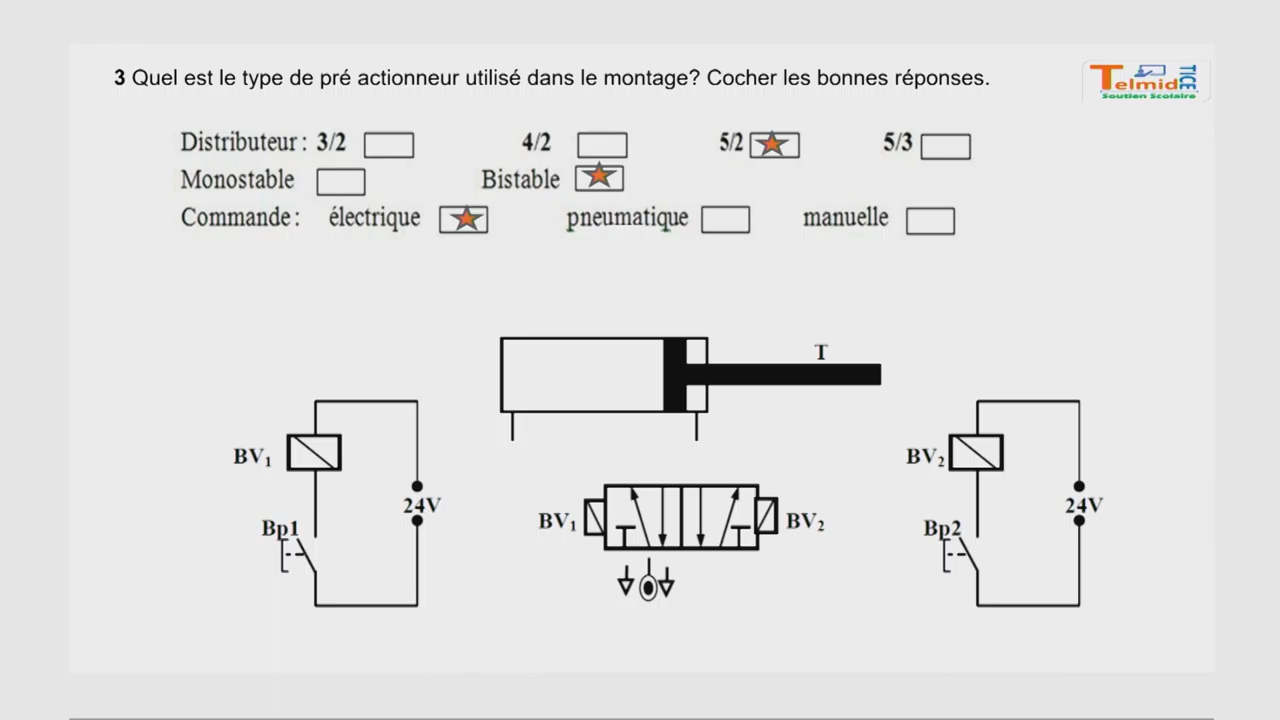 3 Quel est le type de pré actionneur utilisé dans le montage? Cocher les bonnes réponses.
Telmid TICE
Soutien Scolaire
Distributeur : 3/2 4/2 5/2 5/3
Monostable Bistable
Commande : électrique pneumatique manuelle
T
BV1 BV2
24V 24V
BV1 BV2
Bp1 Bp2